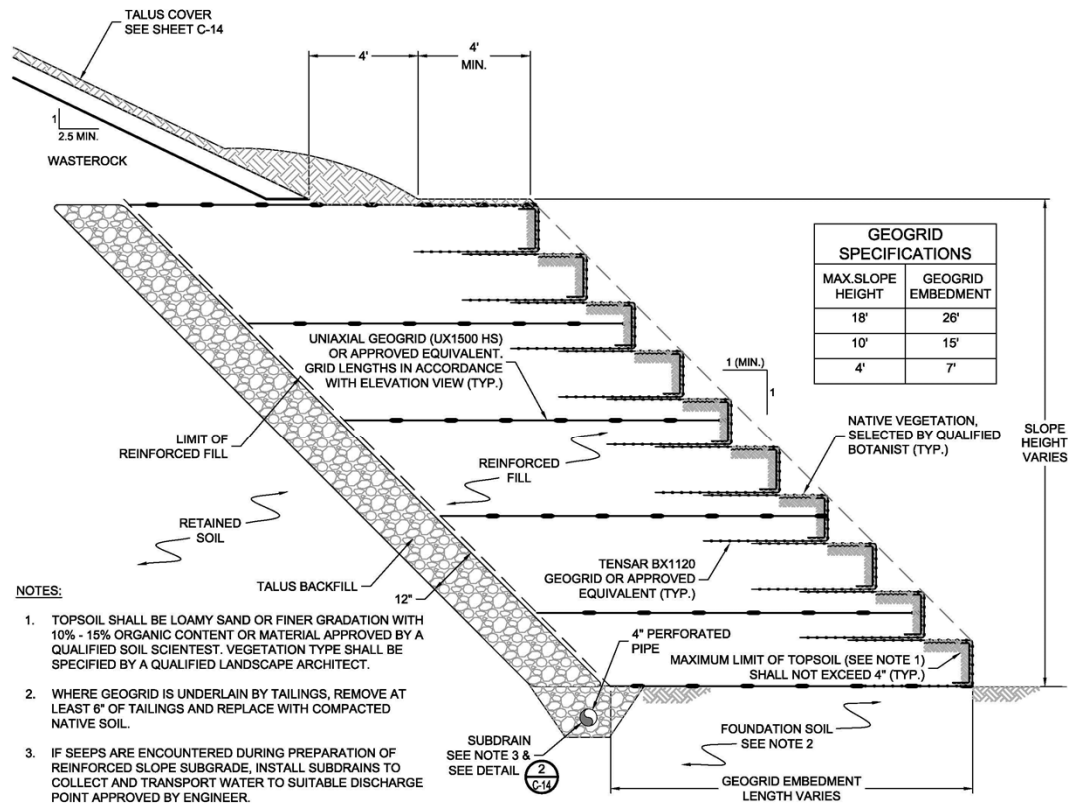 TALUS COVER
SEE SHEET C-14
4'
4'
MIN.
1
2.5 MIN.
WASTEROCK
GEOGRID
SPECIFICATIONS
MAX.SLOPE
HEIGHT
GEOGRID
EMBEDMENT
18'
26'
10'
15'
4'
7'
UNIAXIAL GEOGRID (UX1500 HS)
OR APPROVED EQUIVALENT.
GRID LENGTHS IN ACCORDANCE
WITH ELEVATION VIEW (TYP.)
1 (MIN.)
1
NATIVE VEGETATION,
SELECTED BY QUALIFIED
BOTANIST (TYP.)
SLOPE
HEIGHT
VARIES
LIMIT OF
REINFORCED FILL
REINFORCED
FILL
RETAINED
SOIL
TALUS BACKFILL
12"
TENSAR BX1120
GEOGRID OR APPROVED
EQUIVALENT (TYP.)
4" PERFORATED
PIPE
MAXIMUM LIMIT OF TOPSOIL (SEE NOTE 1)
SHALL NOT EXCEED 4" (TYP.)
SUBDRAIN
SEE NOTE 3 &
SEE DETAIL
2
C-14
FOUNDATION SOIL
SEE NOTE 2
GEOGRID EMBEDMENT
LENGTH VARIES
NOTES:
1. TOPSOIL SHALL BE LOAMY SAND OR FINER GRADATION WITH
10% - 15% ORGANIC CONTENT OR MATERIAL APPROVED BY A
QUALIFIED SOIL SCIENTEST. VEGETATION TYPE SHALL BE
SPECIFIED BY A QUALIFIED LANDSCAPE ARCHITECT.
2. WHERE GEOGRID IS UNDERLAIN BY TAILINGS, REMOVE AT
LEAST 6" OF TAILINGS AND REPLACE WITH COMPACTED
NATIVE SOIL.
3. IF SEEPS ARE ENCOUNTERED DURING PREPARATION OF
REINFORCED SLOPE SUBGRADE, INSTALL SUBDRAINS TO
COLLECT AND TRANSPORT WATER TO SUITABLE DISCHARGE
POINT APPROVED BY ENGINEER.